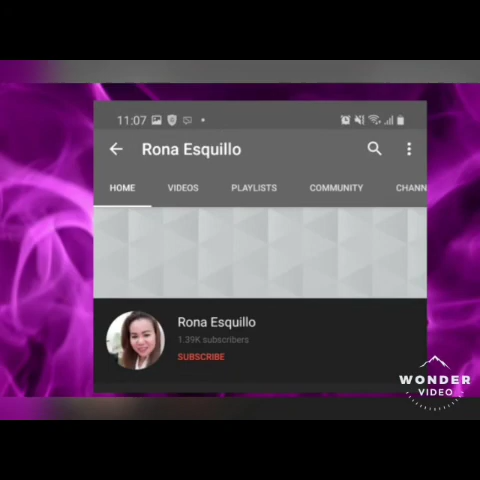 11:07
Rona Esquillo
HOME VIDEOS PLAYLISTS COMMUNITY CHANN
Rona Esquillo
1.39K subscribers
SUBSCRIBE
WONDER
VIDEO